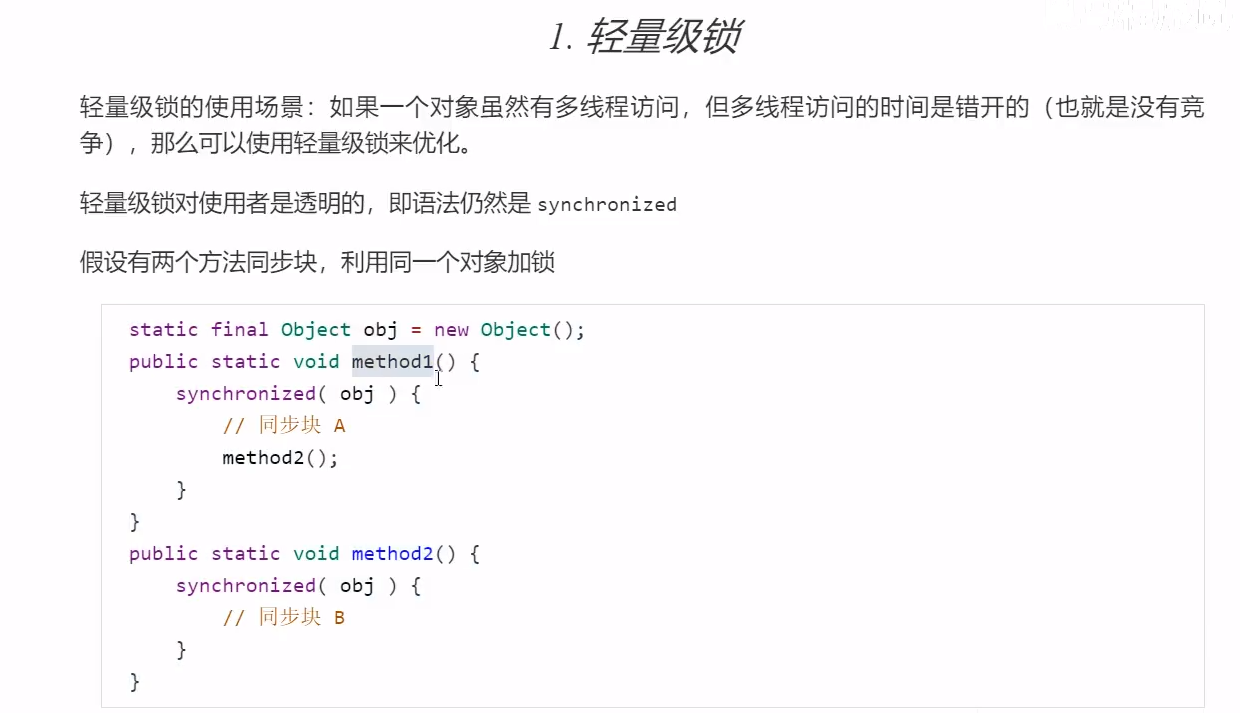 1. 轻量级锁
轻量级锁的使用场景：如果一个对象虽然有多线程访问，但多线程访问的时间是错开的（也就是没有竞
争），那么可以使用轻量级锁来优化。
轻量级锁对使用者是透明的，即语法仍然是 synchronized
假设有两个方法同步块，利用同一个对象加锁
static final Object obj = new Object();
public static void method1() {
    synchronized( obj ) {
        // 同步块 A
        method2();
    }
}
public static void method2() {
    synchronized( obj ) {
        // 同步块 B
    }
}